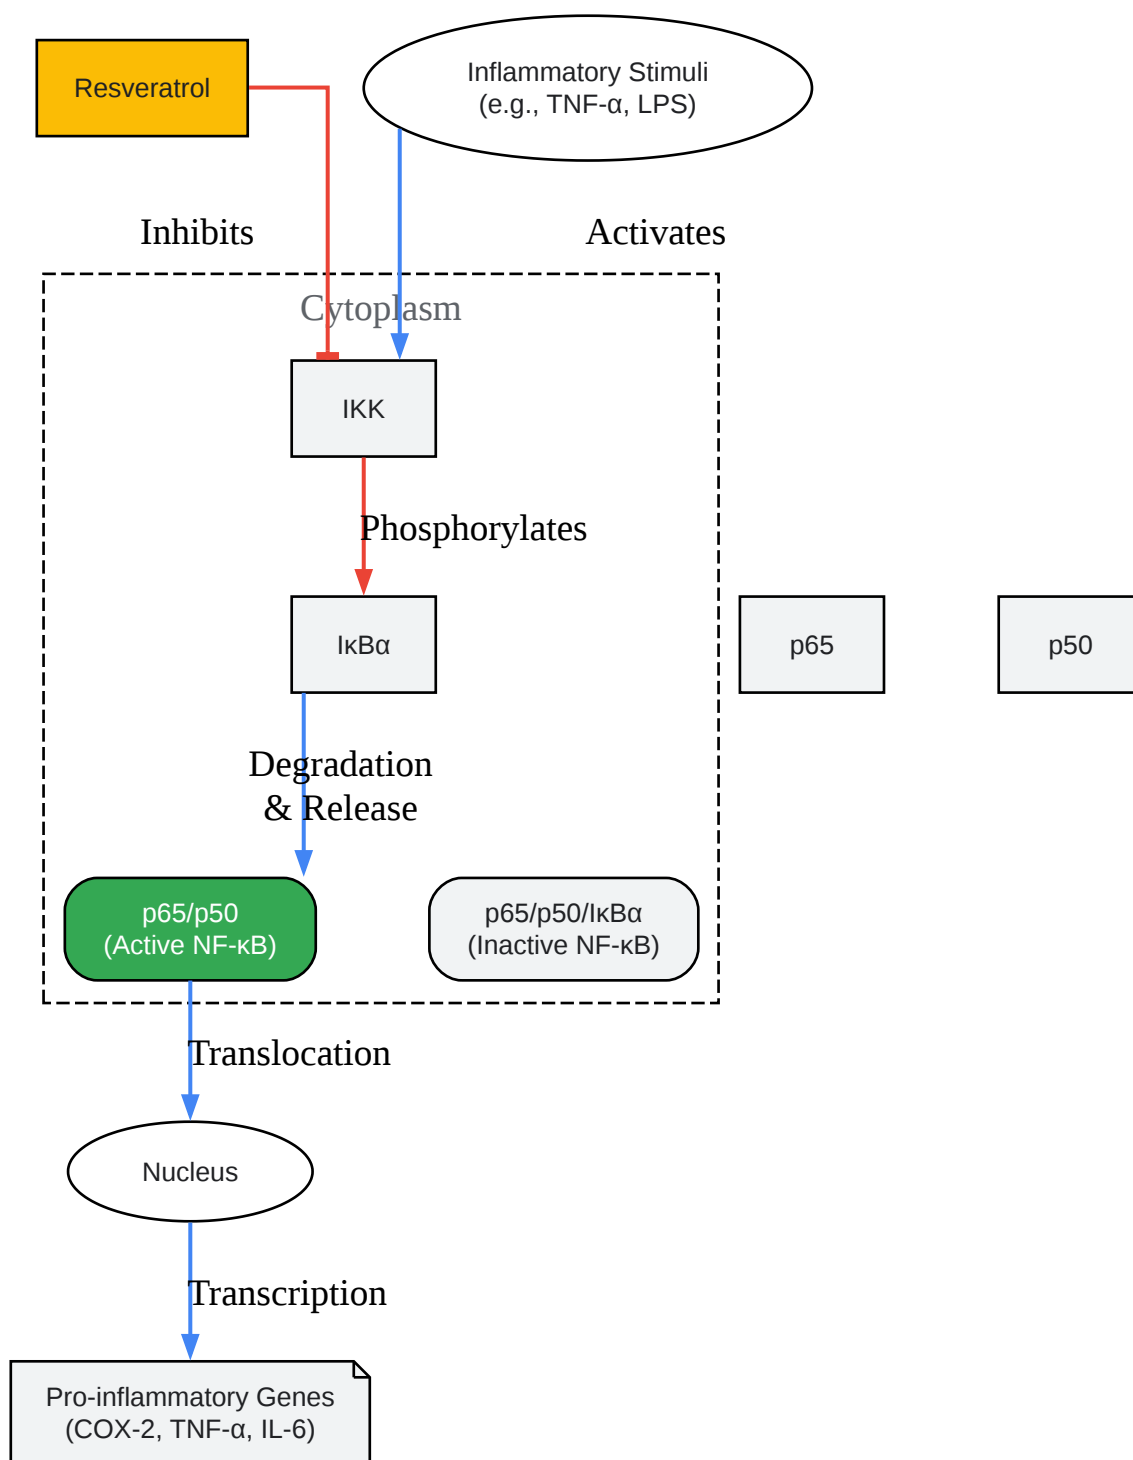 Resveratrol
Inflammatory Stimuli
(e.g., TNF-α, LPS)
Inhibits
Activates
Cytoplasm
IKK
Phosphorylates
IκBα
p65
p50
Degradation
& Release
p65/p50
(Active NF-κB)
p65/p50/IκBα
(Inactive NF-κB)
Translocation
Nucleus
Transcription
Pro-inflammatory Genes
(COX-2, TNF-α, IL-6)